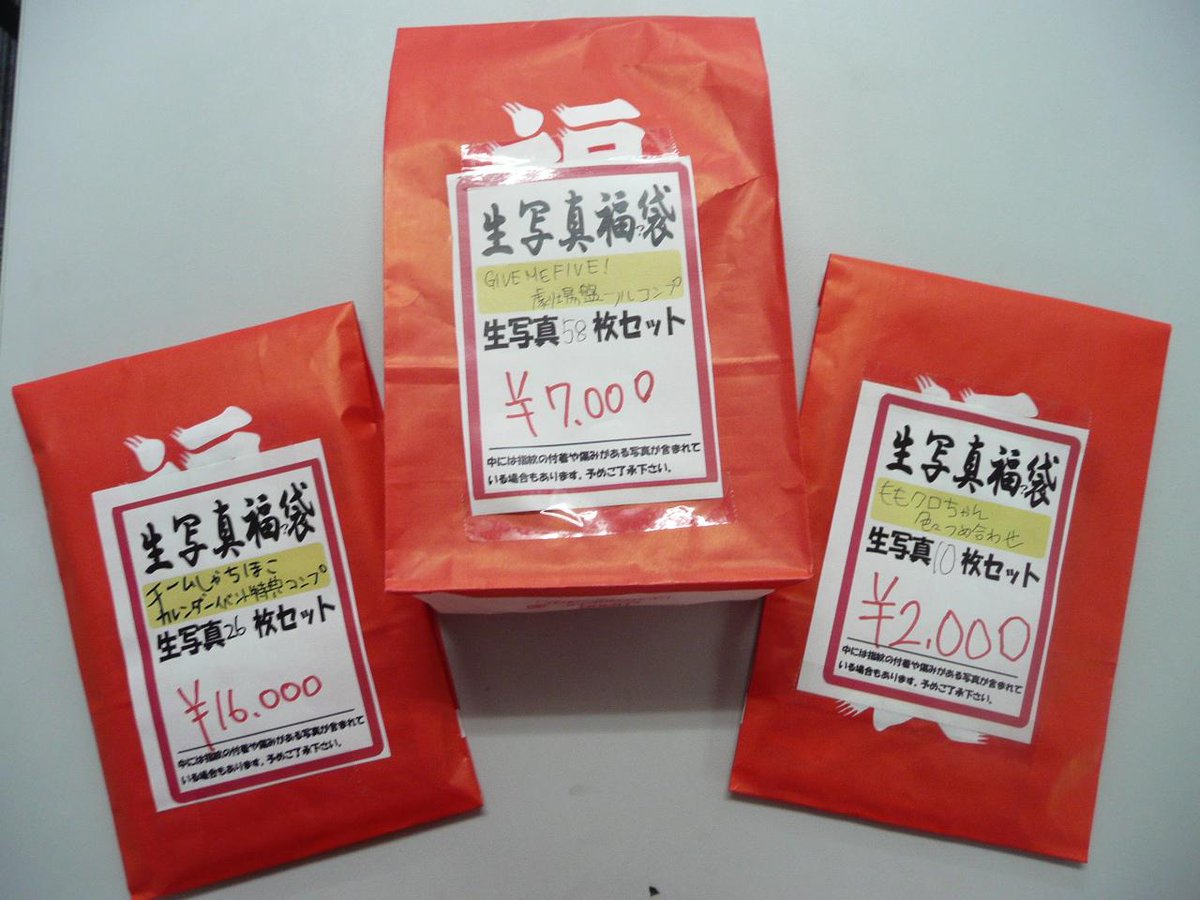 生写真福袋
チームしゃちほこ
カレンダーイベント特典コンプ
生写真26枚セット
¥16.000
中には指紋の付着や傷みがある写真が含まれて
いる場合もあります。予めご了承下さい。
福
生写真福っ袋
GIVE ME FIVE!
劇場盤 コンプ
生写真58枚セット
¥7.000
中には指紋の付着や傷みがある写真が含まれて
いる場合もあります。予めご了承下さい。
生写真福っ袋
ももクロちゃん
色々つめ合わせ
生写真10枚セット
¥2.000
中には指紋の付着や傷みがある写真が含まれて
いる場合もあります。予めご了承下さい。